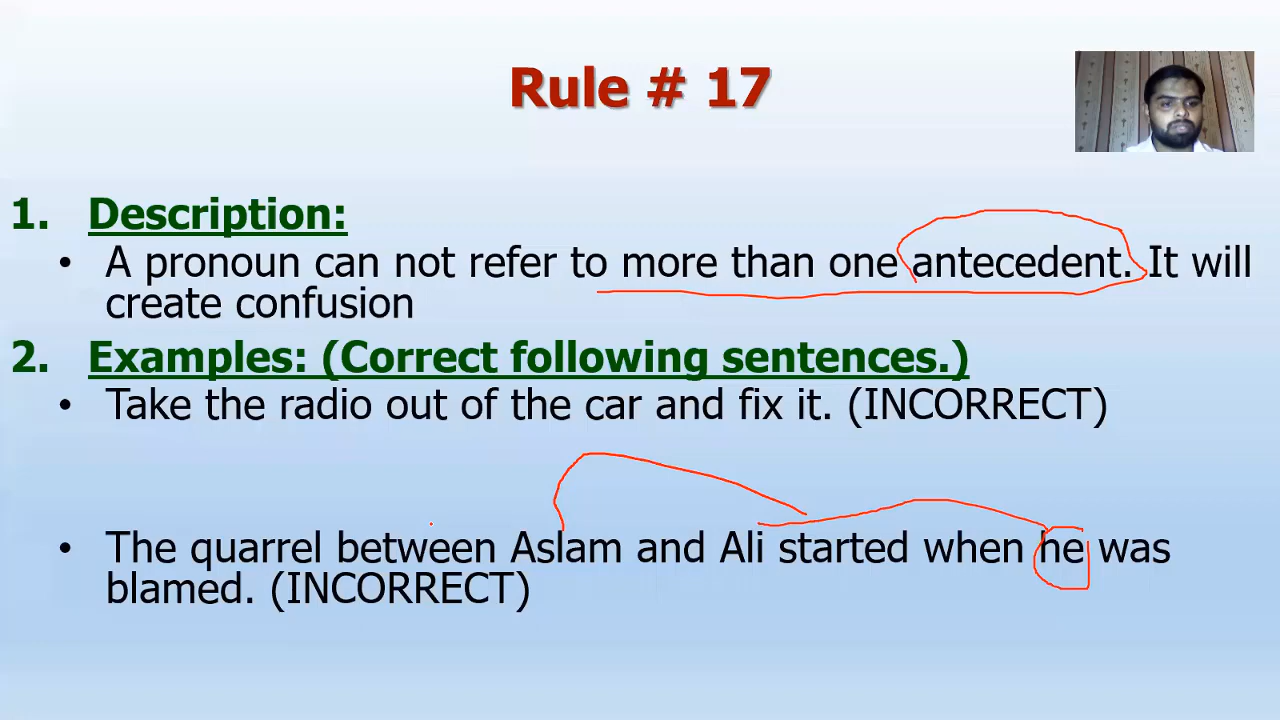 Rule # 17
1. Description:
• A pronoun can not refer to more than one antecedent. It will
create confusion
2. Examples: (Correct following sentences.)
• Take the radio out of the car and fix it. (INCORRECT)
• The quarrel between Aslam and Ali started when he was
blamed. (INCORRECT)